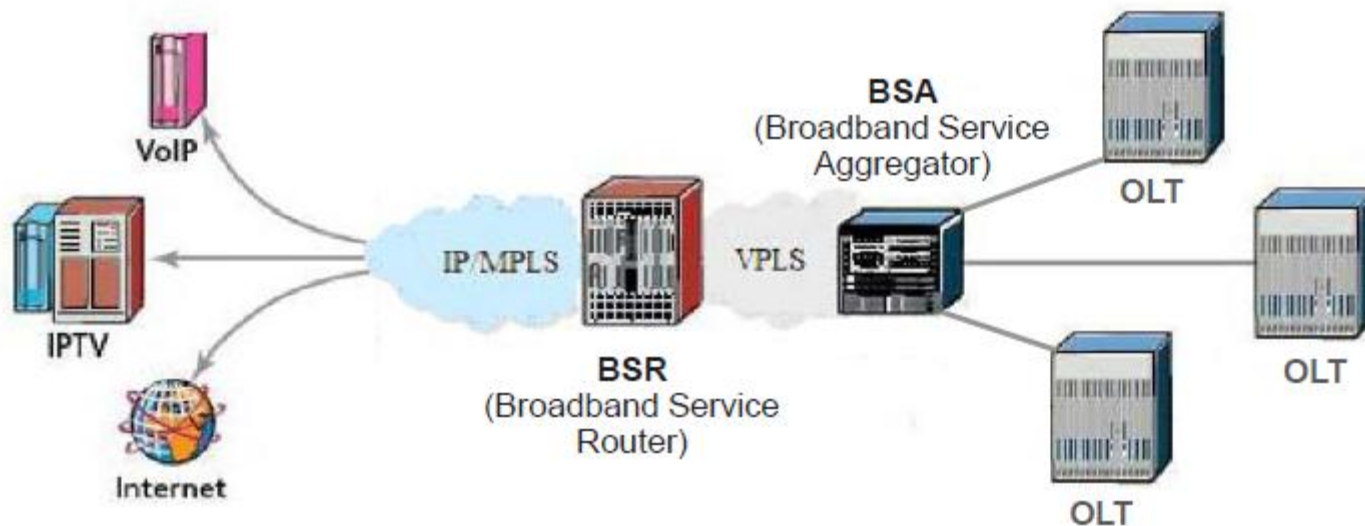 VoIP
IPTV
Internet
IP/MPLS
BSR
(Broadband Service
Router)
VPLS
BSA
(Broadband Service
Aggregator)
OLT
OLT
OLT